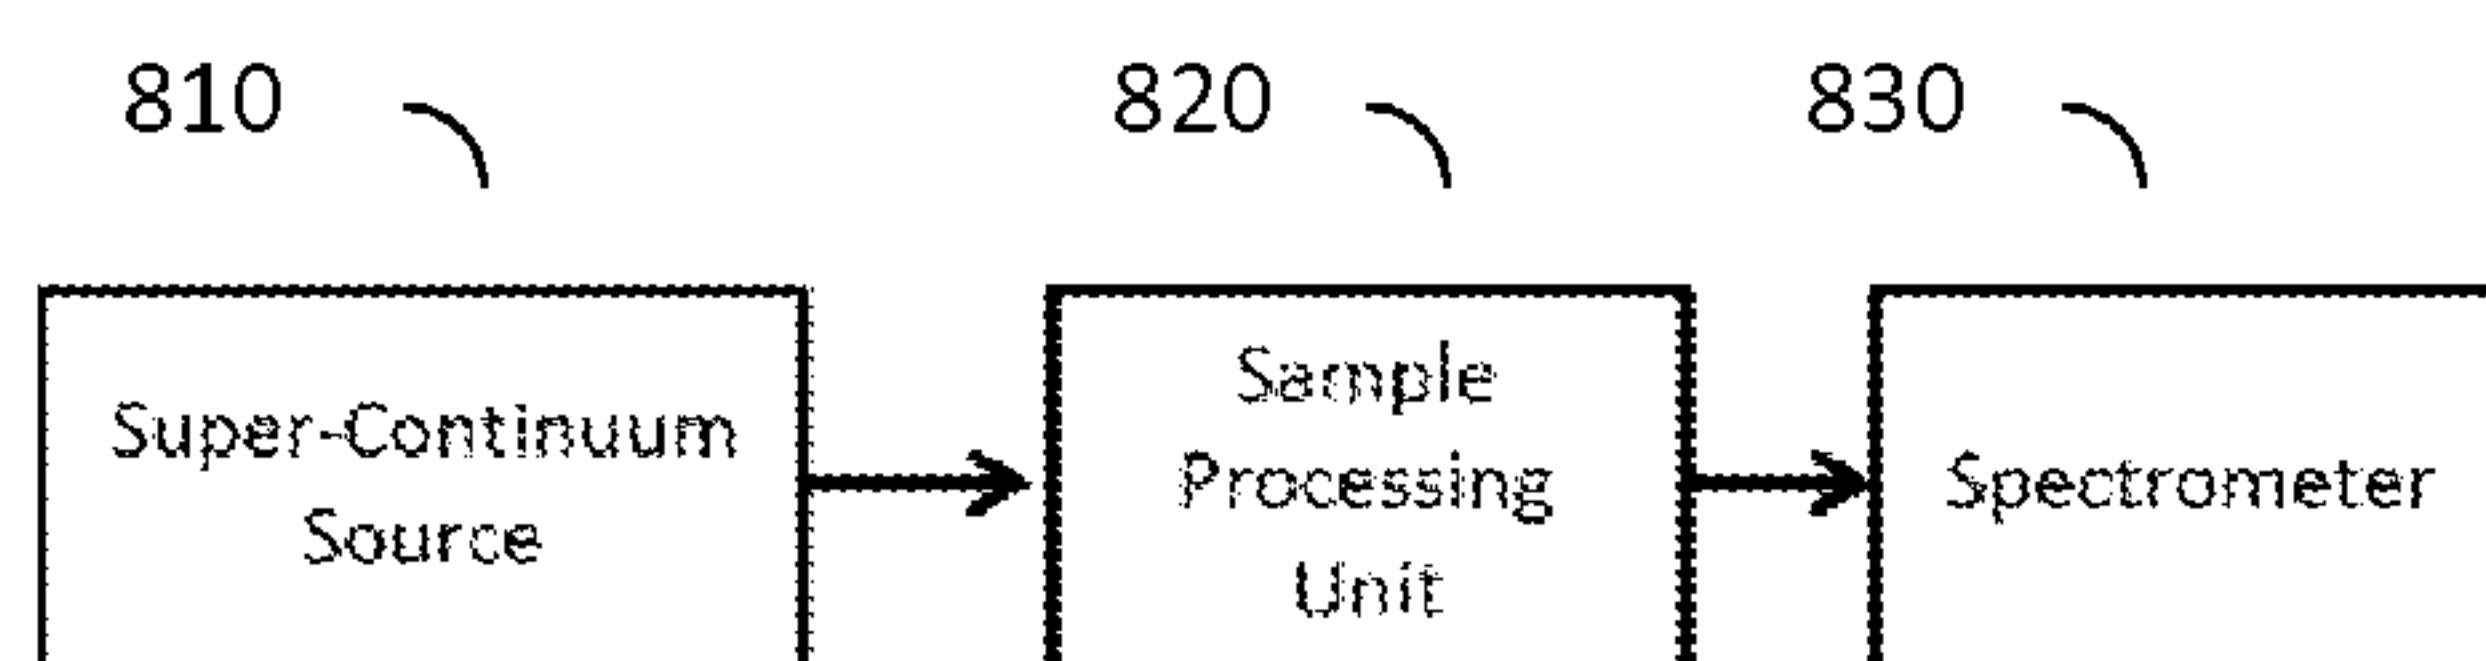 810
820
830
Super-Continuum
Source
Sample
Processing
Unit
Spectrometer